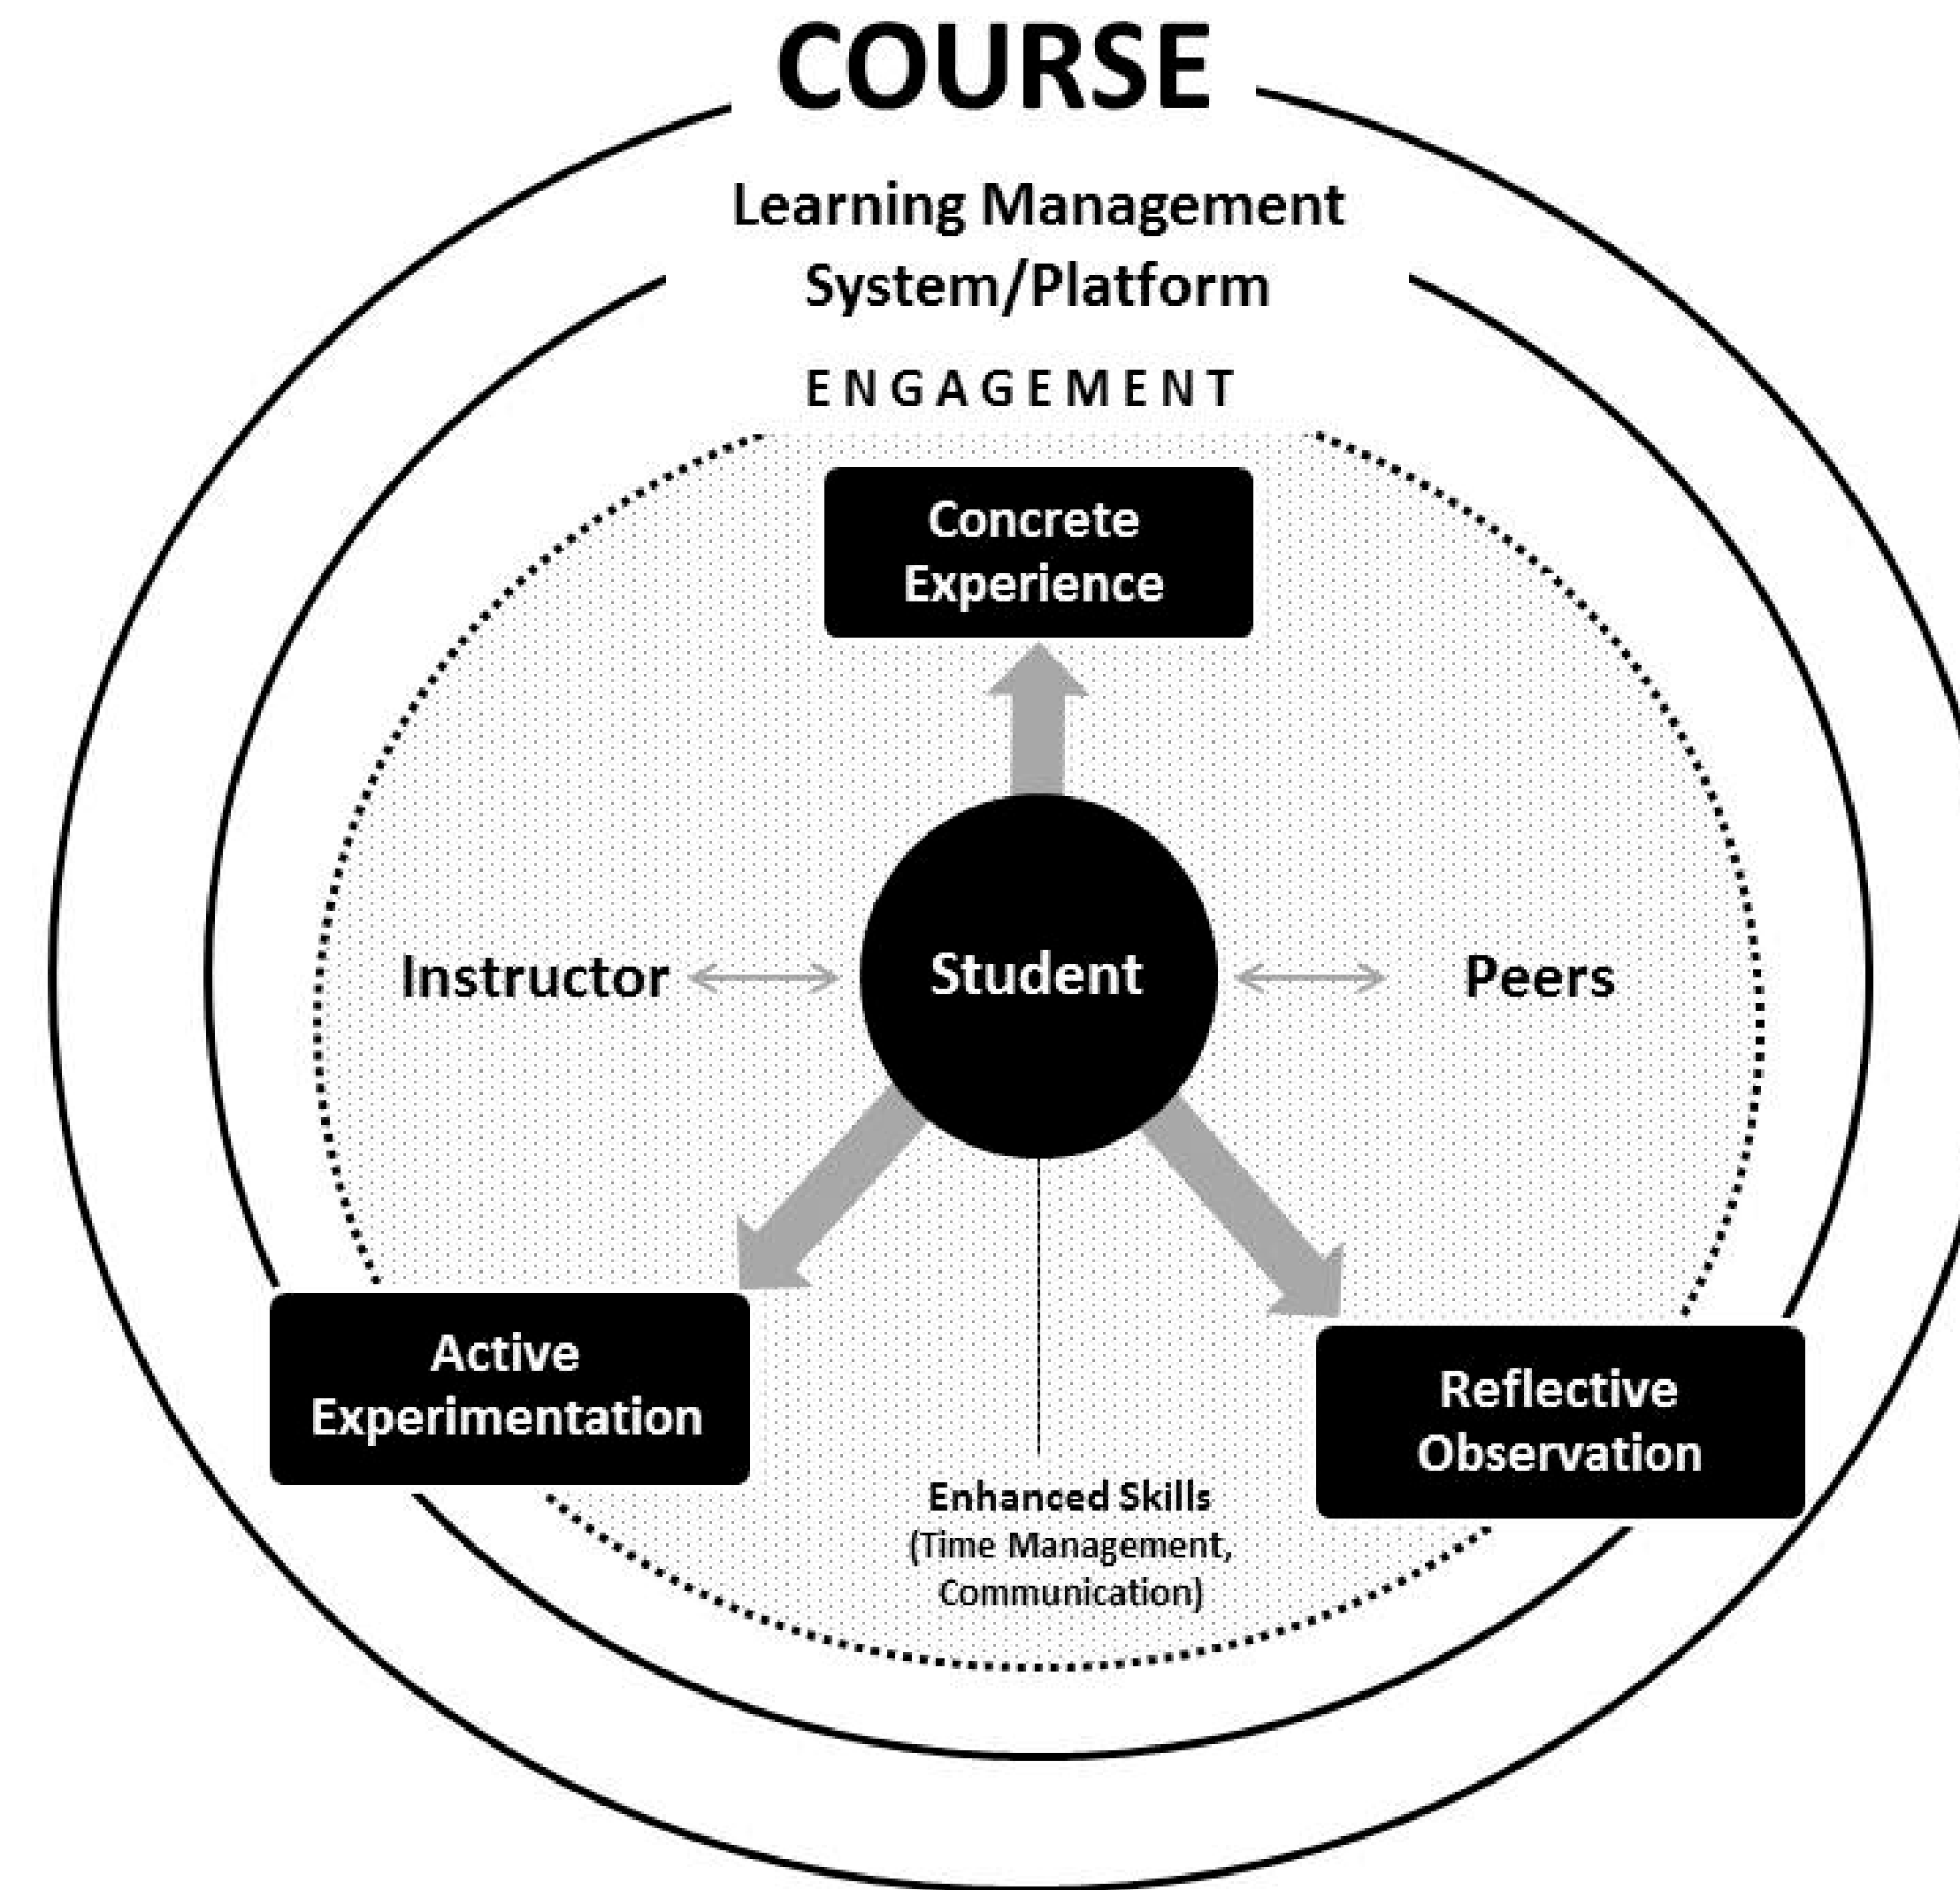 COURSE
Learning Management
System/Platform
ENGAGEMENT
Concrete
Experience
Instructor
Student
Peers
Active
Experimentation
Reflective
Observation
Enhanced Skills
(Time Management,
Communication)